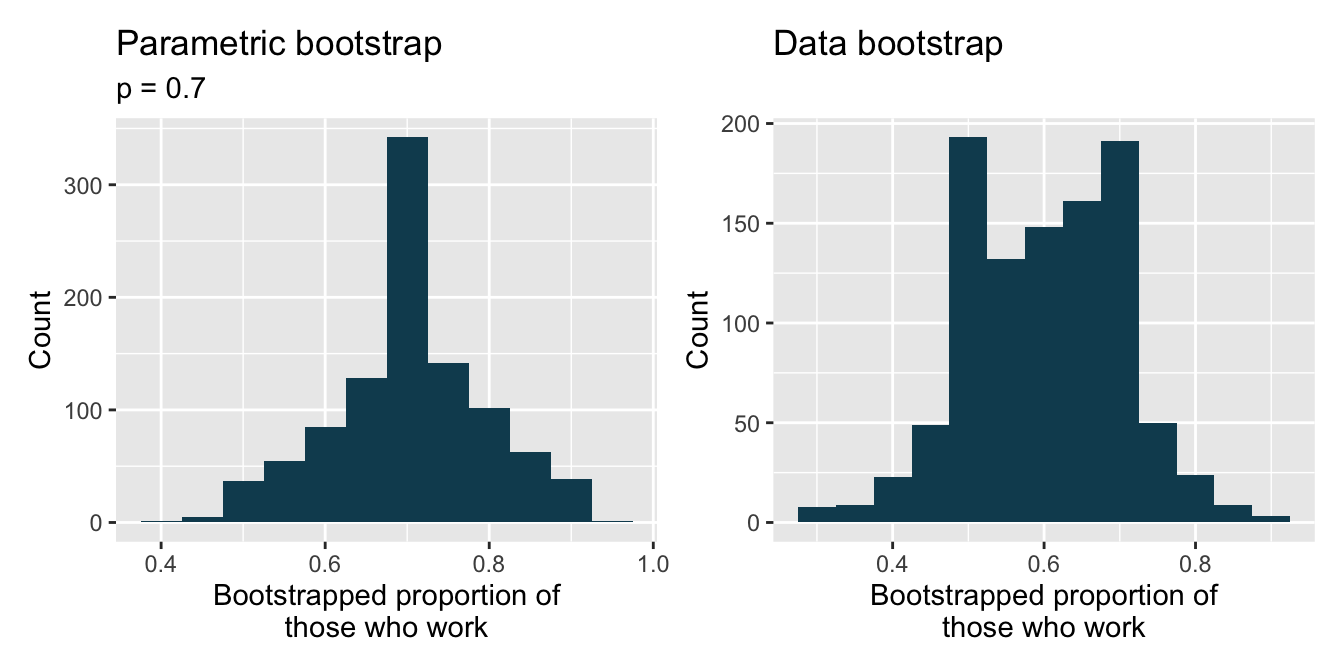 Parametric bootstrap
p = 0.7
300
200
100
0
Count
0.4 0.6 0.8 1.0
Bootstrapped proportion of
those who work
Data bootstrap
200
150
100
50
0
Count
0.4 0.6 0.8
Bootstrapped proportion of
those who work